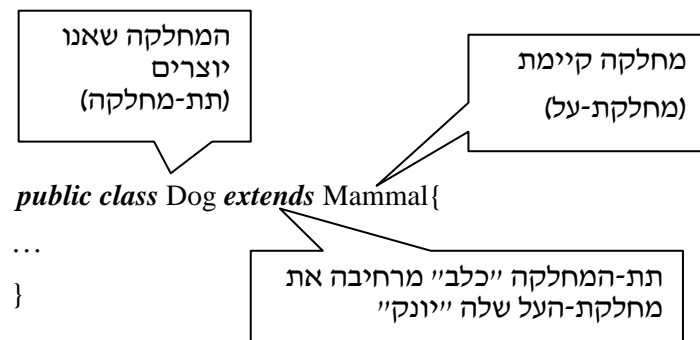 המחלקה שאנו
יוצרים
(תת-מחלקה)
מחלקה קיימת
(מחלקת-על)
public class Dog extends Mammal{
…
}
תת-המחלקה "כלב" מרחיבה את
מחלקת-העל שלה "יונק"